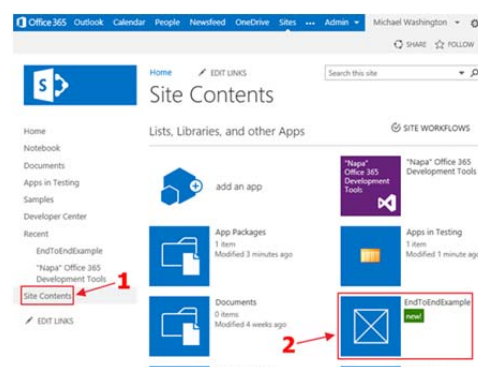 Office 365 Outlook Calendar People Newsfeed OneDrive Sites ... Admin Michael Washington
SHARE FOLLOW
S
Home EDIT LINKS
Search this site
Site Contents
Home
Notebook
Documents
Apps in Testing
Samples
Developer Center
Recent
EndToEndExample
"Napa" Office 365
Development Tools
Site Contents
EDIT LINKS
1
Lists, Libraries, and other Apps
SITE WORKFLOWS
add an app
"Napa"
Office 365
Development
Tools
"Napa" Office 365
Development Tools
App Packages
1 item
Modified 3 minutes ago
Apps in Testing
1 item
Modified 1 minute ago
Documents
0 items
Modified 4 weeks ago
2
EndToEndExample
new!